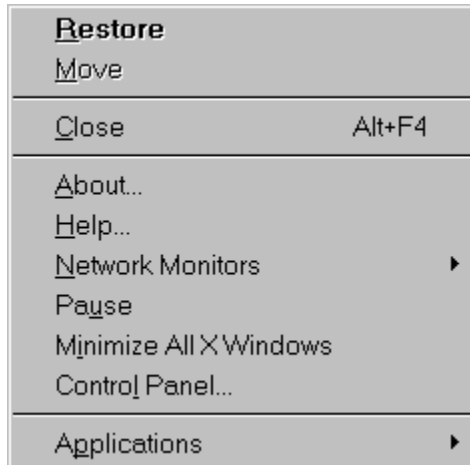 Restore
Move
Close Alt+F4
About...
Help...
Network Monitors
Pause
Minimize All X Windows
Control Panel...
Applications